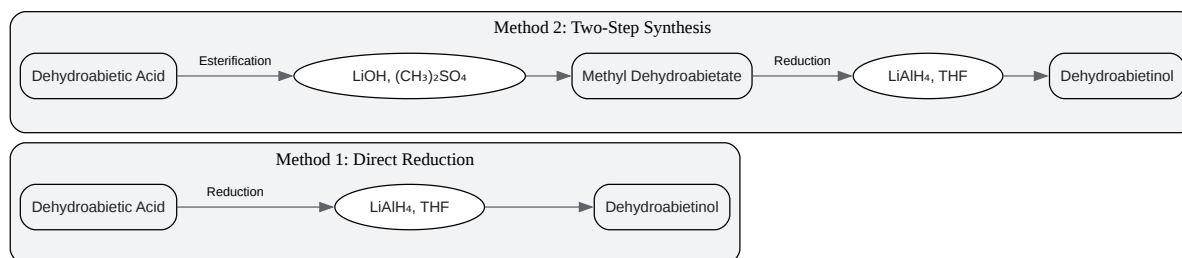 Method 2: Two-Step Synthesis
Dehydroabietic Acid
Esterification
LiOH, (CH₃)₂SO₄
Methyl Dehydroabietate
Reduction
LiAlH₄, THF
Dehydroabietinol
Method 1: Direct Reduction
Dehydroabietic Acid
Reduction
LiAlH₄, THF
Dehydroabietinol